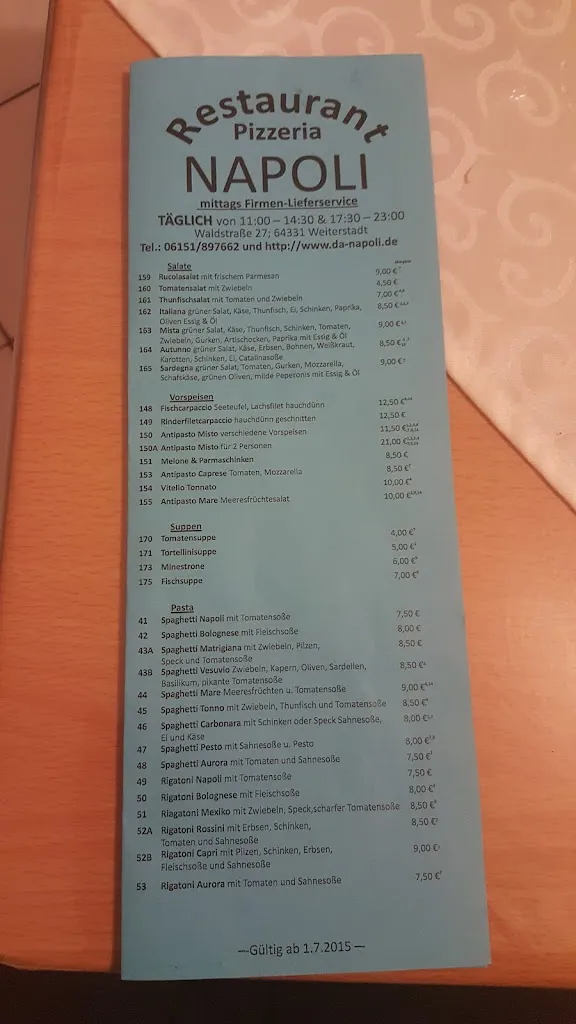 Restaurant
Pizzeria
NAPOLI
mittags Firmen-Lieferservice
TÄGLICH von 11:00 – 14:30 & 17:30 – 23:00
Waldstraße 27; 64331 Weiterstadt
Tel.: 06151/897662 und http://www.da-napoli.de
Salate
159 Rucolasalat mit frischem Parmesan 9,00 €
160 Tomatensalat mit Zwiebeln 4,50 €
161 Thunfischsalat mit Tomaten und Zwiebeln 7,00 €
162 Italiana grüner Salat, Käse, Thunfisch, Ei, Schinken, Paprika, 8,50 €
Oliven Essig & Öl
163 Mista grüner Salat, Käse, Thunfisch, Schinken, Tomaten, 9,00 €
Zwiebeln, Gurken, Artischocken, Paprika mit Essig & Öl
164 Autunno grüner Salat, Käse, Erbsen, Bohnen, Weißkraut, 8,50 €
Karotten, Schinken, Ei, Catalinasoße
165 Sardegna grüner Salat, Tomaten, Gurken, Mozzarella, 9,00 €
Schafskäse, grünen Oliven, milde Peperonis mit Essig & Öl
Vorspeisen
148 Fischcarpaccio Seeteufel, Lachsfilet hauchdünn 12,50 €
149 Rinderfiletcarpaccio hauchdünn geschnitten 12,50 €
150 Antipasto Misto verschiedene Vorspeisen 11,50 €
150A Antipasto Misto für 2 Personen 21,00 €
151 Melone & Parmaschinken 8,50 €
153 Antipasto Caprese Tomaten, Mozzarella 8,50 €
154 Vitello Tonnato 10,00 €
155 Antipasto Mare Meeresfrüchtesalat 10,00 €
Suppen
170 Tomatensuppe 4,00 €
171 Tortellinisuppe 5,00 €
173 Minestrone 6,00 €
175 Fischsuppe 7,00 €
Pasta
41 Spaghetti Napoli mit Tomatensoße 7,50 €
42 Spaghetti Bolognese mit Fleischsoße 8,00 €
43A Spaghetti Matrigiana mit Zwiebeln, Pilzen, 8,50 €
Speck und Tomatensoße
43B Spaghetti Vesuvio Zwiebeln, Kapern, Oliven, Sardellen, 8,50 €
Basilikum, pixante Tomatensoße
44 Spaghetti Mare Meeresfrüchten u. Tomatensoße 9,00 €
45 Spaghetti Tonno mit Zwiebeln, Thunfisch und Tomatensoße 8,50 €
46 Spaghetti Carbonara mit Schinken oder Speck Sahnesoße, 8,00 €
Ei und Käse
47 Spaghetti Pesto mit Sahnesoße u. Pesto 8,00 €
48 Spaghetti Aurora mit Tomaten und Sahnesoße 7,50 €
49 Rigatoni Napoli mit Tomatensoße 7,50 €
50 Rigatoni Bolognese mit Fleischsoße 8,00 €
51 Riagatoni Mexiko mit Zwiebeln, Speck,scharfer Tomatensoße 8,50 €
52A Rigatoni Rossini mit Erbsen, Schinken, 8,50 €
Tomaten und Sahnesoße
52B Rigatoni Capri mit Pilzen, Schinken, Erbsen, 9,00 €
Fleischsoße und Sahnesoße
53 Rigatoni Aurora mit Tomaten und Sahnesoße 7,50 €
---Gültig ab 1.7.2015 ---